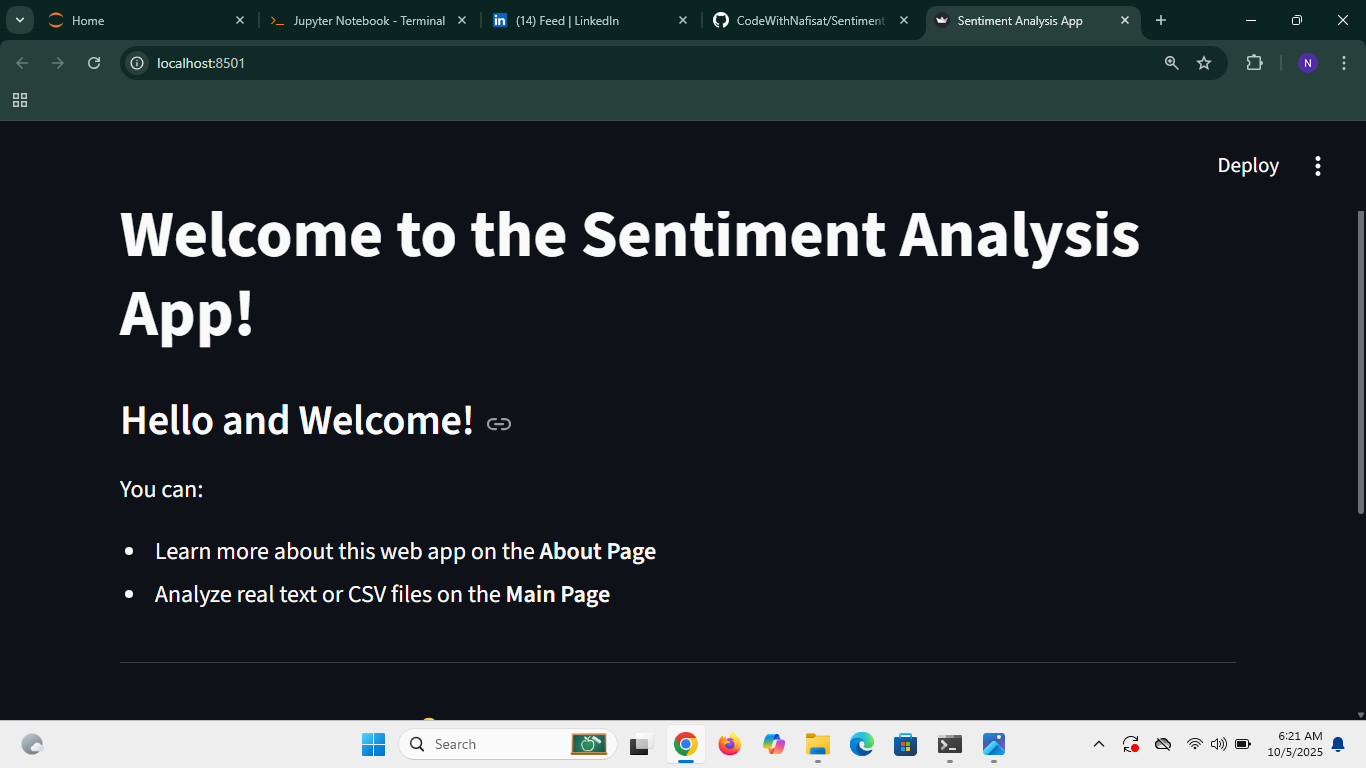 Home
Jupyter Notebook - Terminal
(14) Feed | LinkedIn
CodeWithNafisat/Sentiment
Sentiment Analysis App
localhost:8501
N
Deploy
Welcome to the Sentiment Analysis
App!
Hello and Welcome!
You can:
Learn more about this web app on the About Page
Analyze real text or CSV files on the Main Page
Search
6:21 AM
10/5/2025